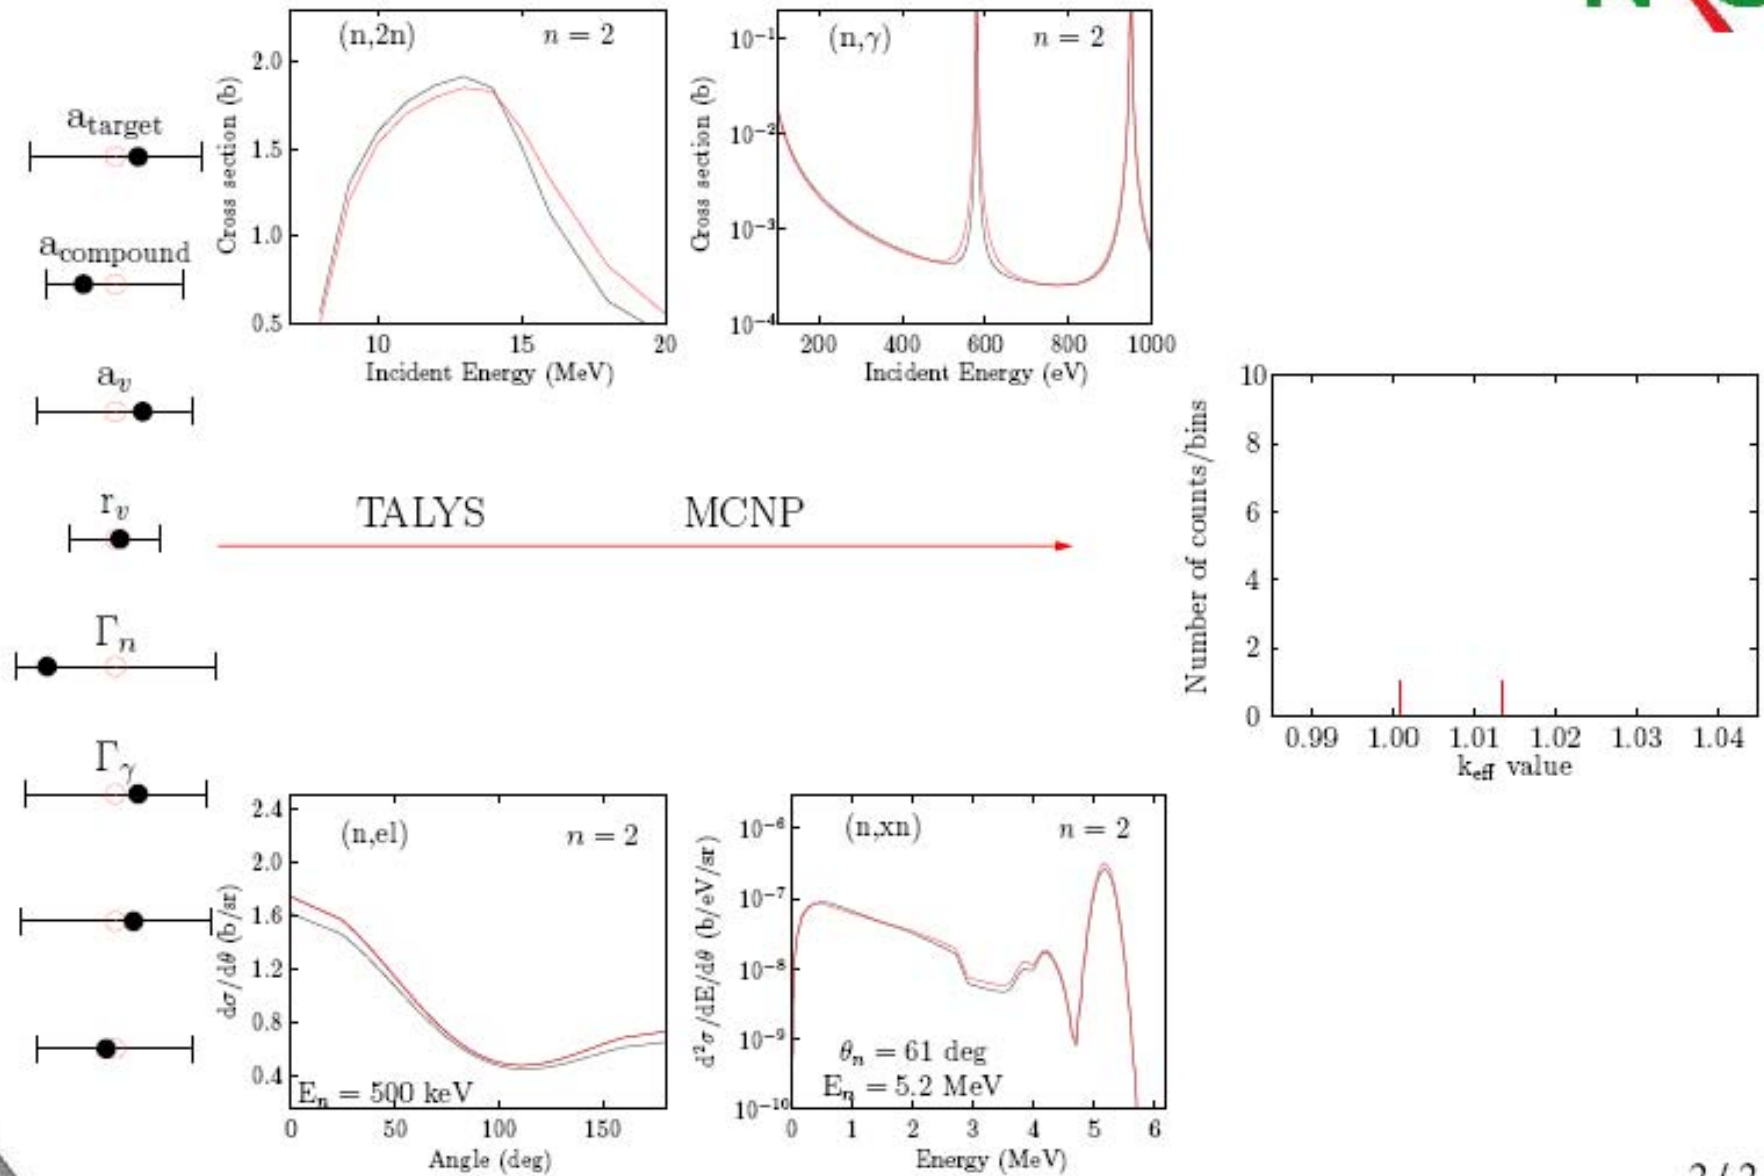 a_target
a_compound
a_v
r_v
Γ_n
Γ_γ
(n,2n) n = 2
Cross section (b)
2.0
1.5
1.0
0.5
10 15 20
Incident Energy (MeV)
(n,γ) n = 2
Cross section (b)
10⁻¹
10⁻²
10⁻³
10⁻⁴
200 400 600 800 1000
Incident Energy (eV)
TALYS MCNP
Number of counts/bins
10
8
6
4
2
0
0.99 1.00 1.01 1.02 1.03 1.04
k_eff value
(n,el) n = 2
dσ/dθ (b/sr)
2.4
2.0
1.6
1.2
0.8
0.4
E_n = 500 keV
0 50 100 150
Angle (deg)
(n,xn) n = 2
d²σ/dE/dθ (b/eV/sr)
10⁻⁶
10⁻⁷
10⁻⁸
10⁻⁹
10⁻¹⁰
θ_n = 61 deg
E_n = 5.2 MeV
0 1 2 3 4 5 6
Energy (MeV)